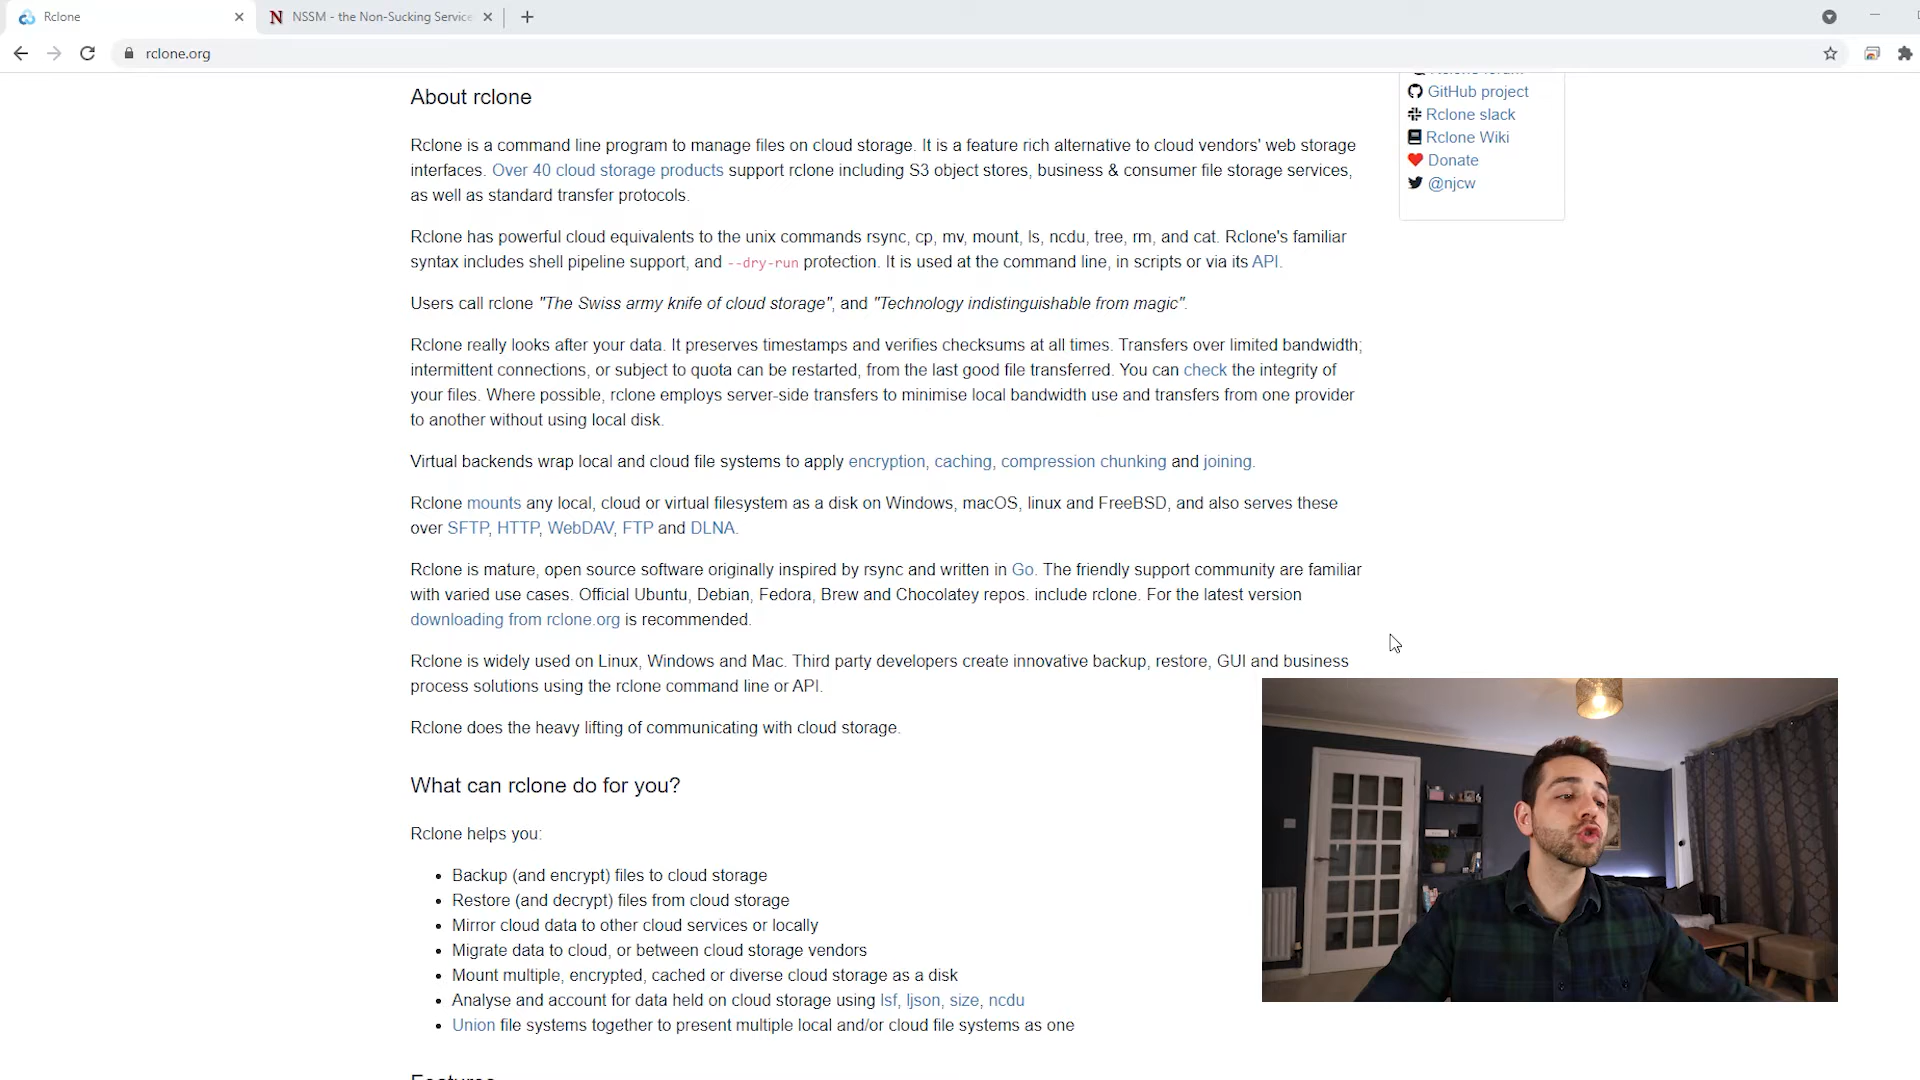 Rclone
NSSM - the Non-Sucking Service
rclone.org
GitHub project
Rclone slack
Rclone Wiki
Donate
@njcw
About rclone
Rclone is a command line program to manage files on cloud storage. It is a feature rich alternative to cloud vendors' web storage
interfaces. Over 40 cloud storage products support rclone including S3 object stores, business & consumer file storage services,
as well as standard transfer protocols.
Rclone has powerful cloud equivalents to the unix commands rsync, cp, mv, mount, ls, ncdu, tree, rm, and cat. Rclone's familiar
syntax includes shell pipeline support, and --dry-run protection. It is used at the command line, in scripts or via its API.
Users call rclone "The Swiss army knife of cloud storage", and "Technology indistinguishable from magic".
Rclone really looks after your data. It preserves timestamps and verifies checksums at all times. Transfers over limited bandwidth;
intermittent connections, or subject to quota can be restarted, from the last good file transferred. You can check the integrity of
your files. Where possible, rclone employs server-side transfers to minimise local bandwidth use and transfers from one provider
to another without using local disk.
Virtual backends wrap local and cloud file systems to apply encryption, caching, compression chunking and joining.
Rclone mounts any local, cloud or virtual filesystem as a disk on Windows, macOS, linux and FreeBSD, and also serves these
over SFTP, HTTP, WebDAV, FTP and DLNA.
Rclone is mature, open source software originally inspired by rsync and written in Go. The friendly support community are familiar
with varied use cases. Official Ubuntu, Debian, Fedora, Brew and Chocolatey repos. include rclone. For the latest version
downloading from rclone.org is recommended.
Rclone is widely used on Linux, Windows and Mac. Third party developers create innovative backup, restore, GUI and business
process solutions using the rclone command line or API.
Rclone does the heavy lifting of communicating with cloud storage.
What can rclone do for you?
Rclone helps you:
• Backup (and encrypt) files to cloud storage
• Restore (and decrypt) files from cloud storage
• Mirror cloud data to other cloud services or locally
• Migrate data to cloud, or between cloud storage vendors
• Mount multiple, encrypted, cached or diverse cloud storage as a disk
• Analyse and account for data held on cloud storage using lsf, ljson, size, ncdu
• Union file systems together to present multiple local and/or cloud file systems as one